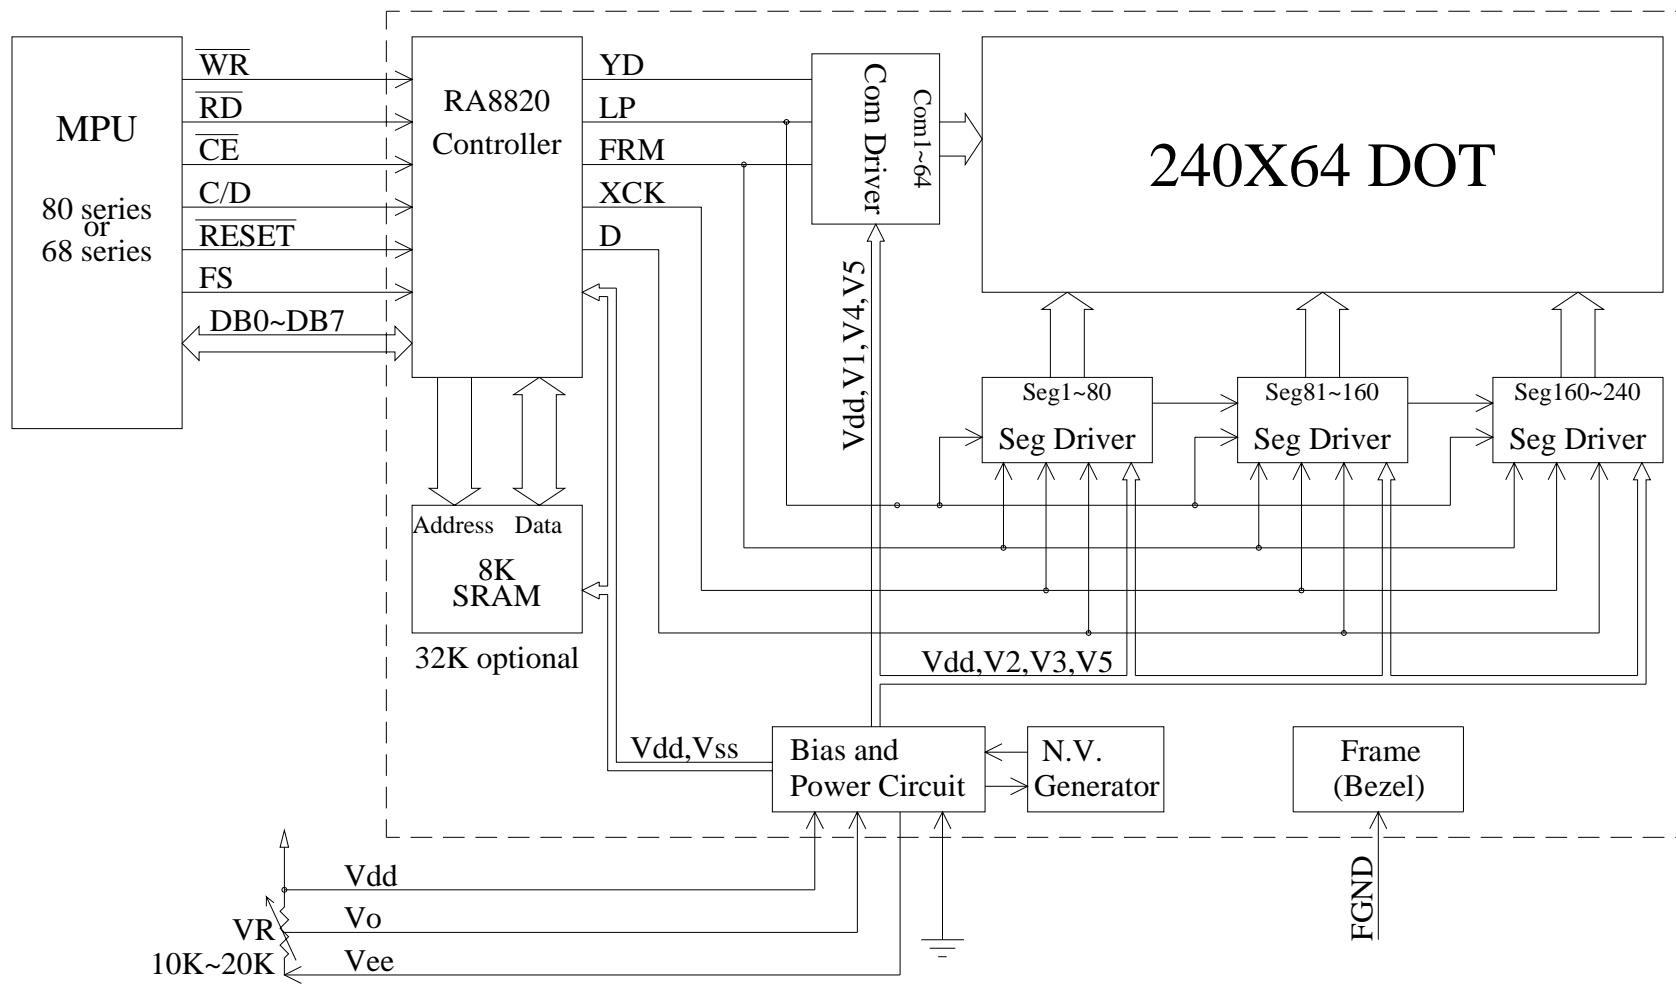 MPU
80 series
or
68 series
WR
RD
CE
C/D
RESET
FS
DB0~DB7
RA8820
Controller
YD
LP
FRM
XCK
D
Com Driver
Com1~64
240X64 DOT
Vdd,V1,V4,V5
Seg1~80
Seg Driver
Seg81~160
Seg Driver
Seg160~240
Seg Driver
Address Data
8K
SRAM
32K optional
Vdd,V2,V3,V5
Vdd,Vss
Bias and
Power Circuit
N.V.
Generator
Frame
(Bezel)
FGND
Vdd
Vo
Vee
VR
10K~20K